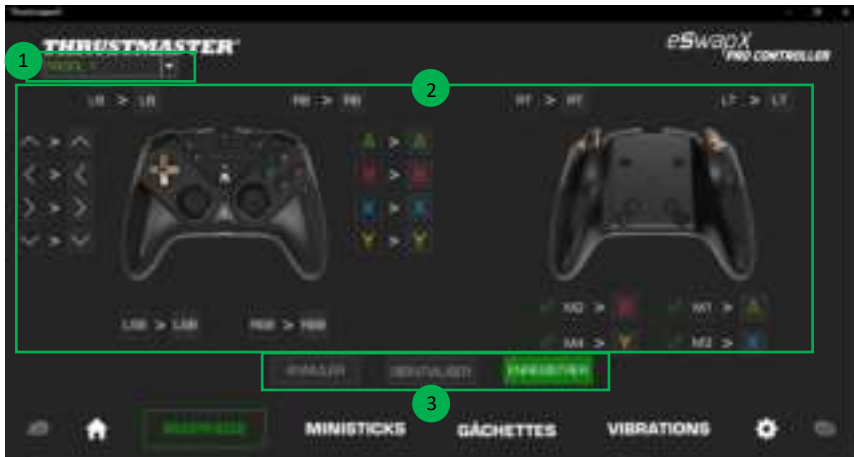 THRUSTMASTER
eSwapX
PRO CONTROLLER
1
2
LB > LB
RB > RB
RT > RT
LT > LT
A > A
X > X
Y > Y
LSB > LSB
RSB > RSB
M2 >
M1 > A
M4 > Y
M3 > X
ANNULER
ENREGISTRER
3
MINISTICKS
GÂCHETTES
VIBRATIONS